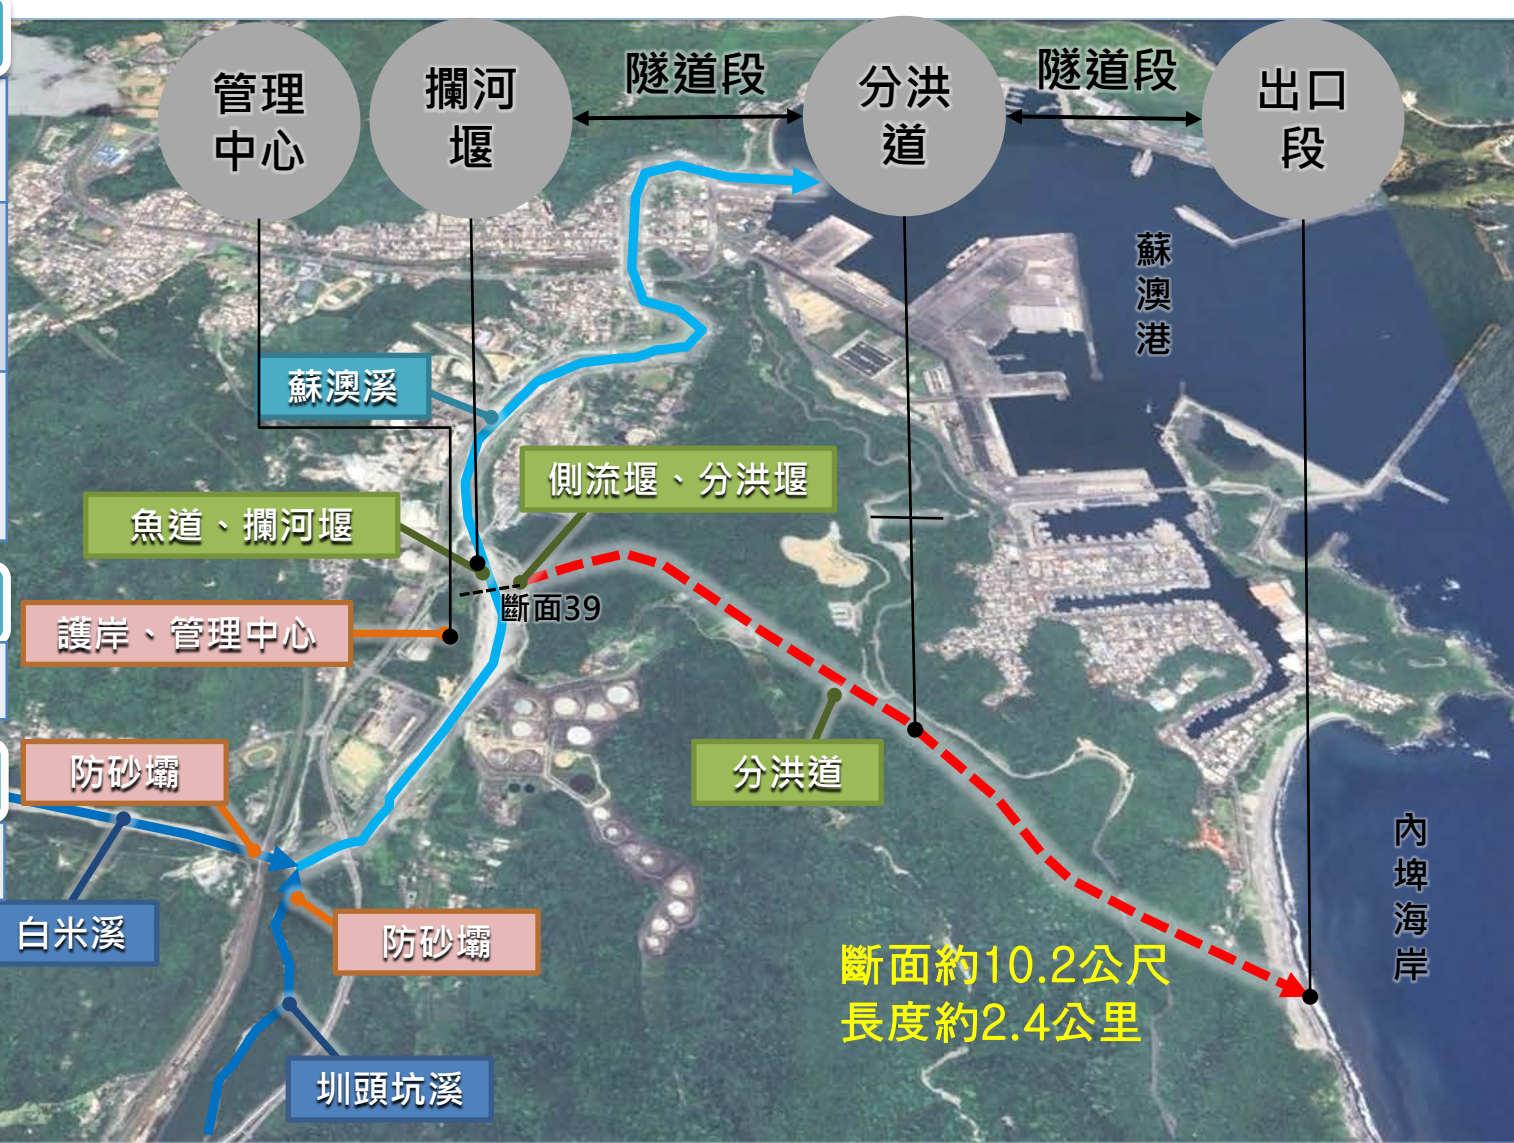 管理
中心
攔河
堰
隧道段
分洪
道
隧道段
出口
段
蘇澳港
蘇澳溪
側流堰、分洪堰
魚道、攔河堰
斷面39
護岸、管理中心
分洪道
防砂壩
內埤海岸
白米溪
防砂壩
斷面約10.2公尺
長度約2.4公里
圳頭坑溪